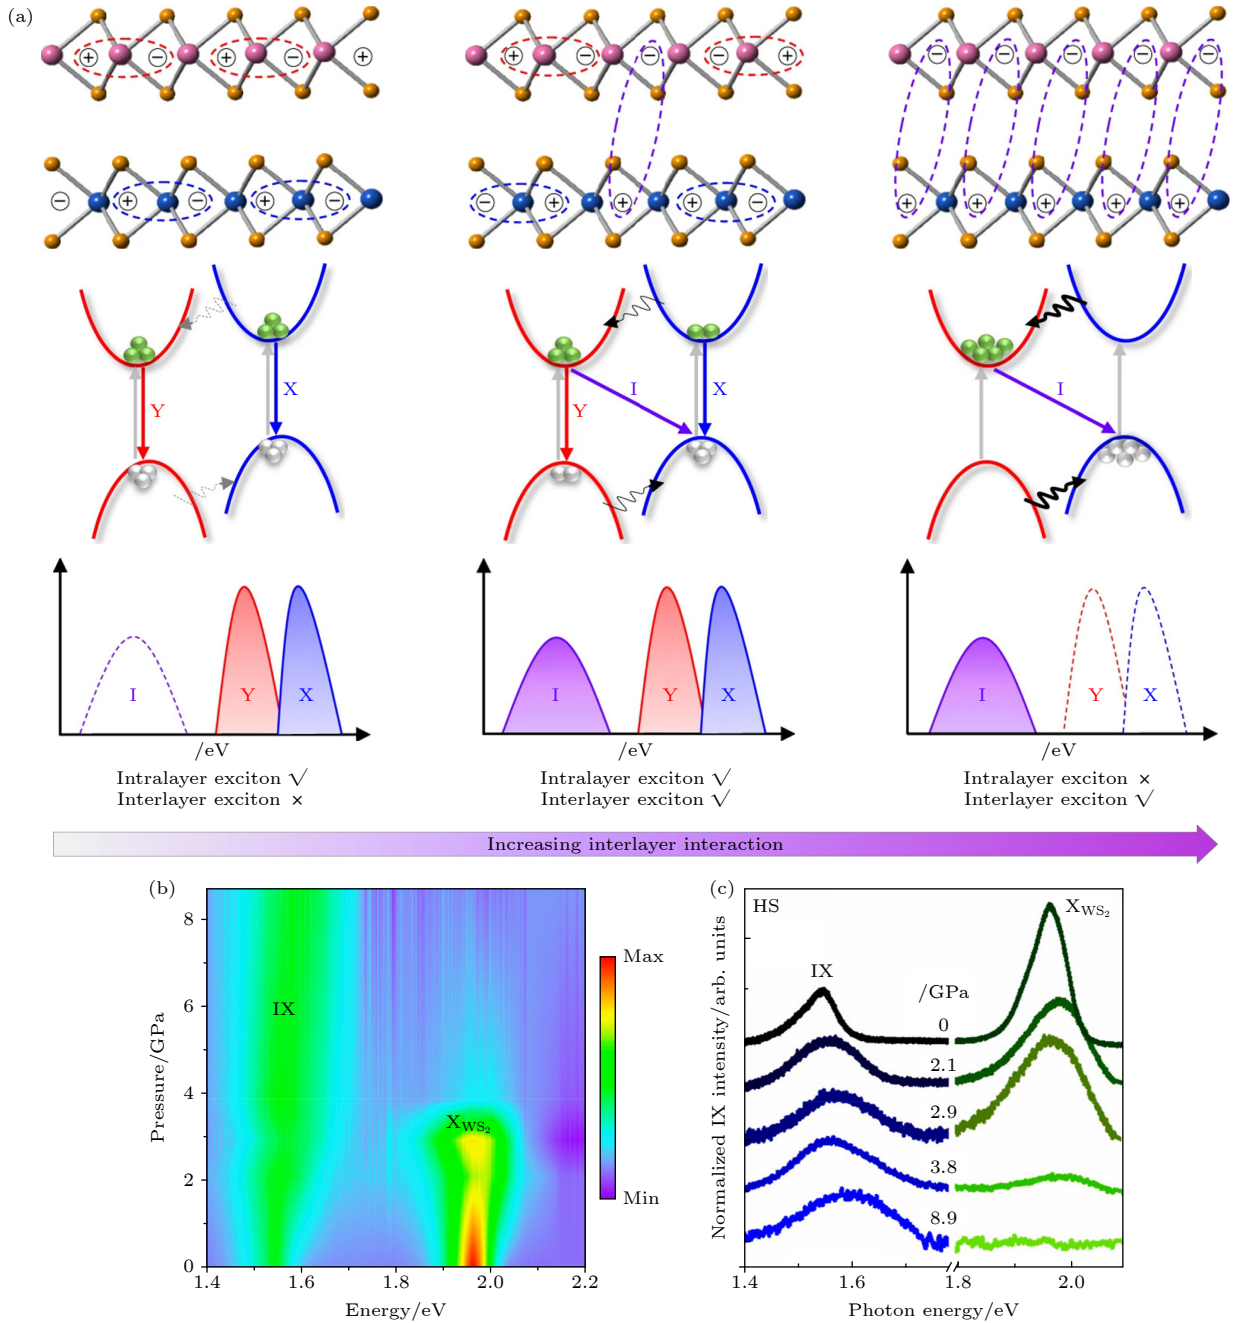 (a)
Y
X
Y
I
X
I
I
Y
X
I
Y
X
I
Y
X
/eV
/eV
/eV
Intralayer exciton √
Interlayer exciton ×
Intralayer exciton √
Interlayer exciton √
Intralayer exciton ×
Interlayer exciton √
Increasing interlayer interaction
(b)
Pressure/GPa
8
6
4
2
0
IX
X_WS₂
1.4
1.6
1.8
2.0
2.2
Energy/eV
Max
Min
(c)
Normalized IX intensity/arb. units
HS
X_WS₂
IX
/GPa
0
2.1
2.9
3.8
8.9
1.4
1.6
1.8
2.0
Photon energy/eV